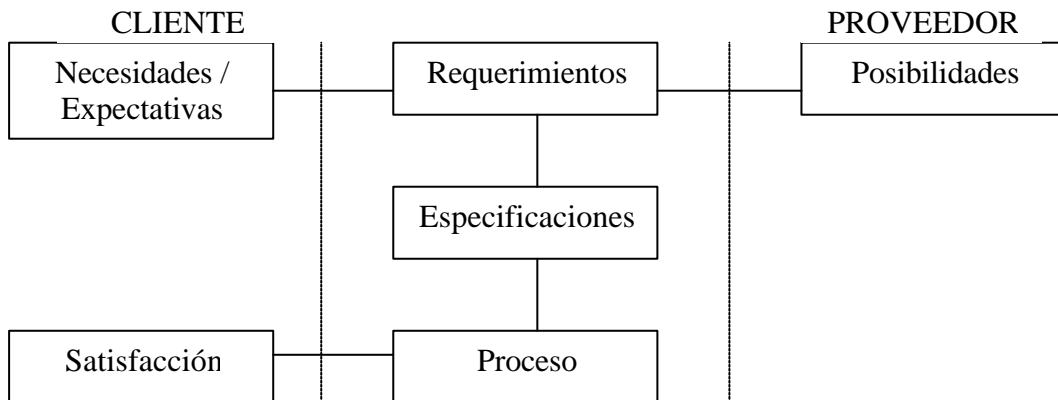 CLIENTE
PROVEEDOR
Necesidades /
Expectativas
Requerimientos
Posibilidades
Especificaciones
Satisfacción
Proceso